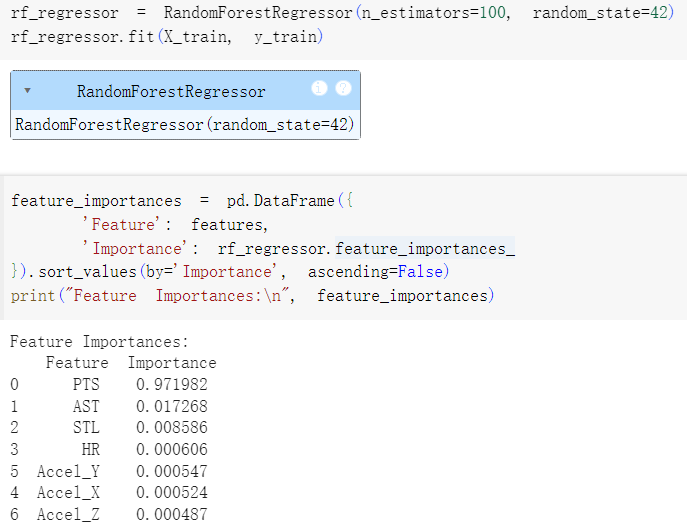 rf_regressor = RandomForestRegressor(n_estimators=100, random_state=42)
rf_regressor.fit(X_train, y_train)
▾ RandomForestRegressor i ?
RandomForestRegressor(random_state=42)
feature_importances = pd.DataFrame({
'Feature': features,
'Importance': rf_regressor.feature_importances_
}).sort_values(by='Importance', ascending=False)
print("Feature Importances:\n", feature_importances)
Feature Importances:
Feature Importance
0 PTS 0.971982
1 AST 0.017268
2 STL 0.008586
3 HR 0.000606
5 Accel_Y 0.000547
4 Accel_X 0.000524
6 Accel_Z 0.000487